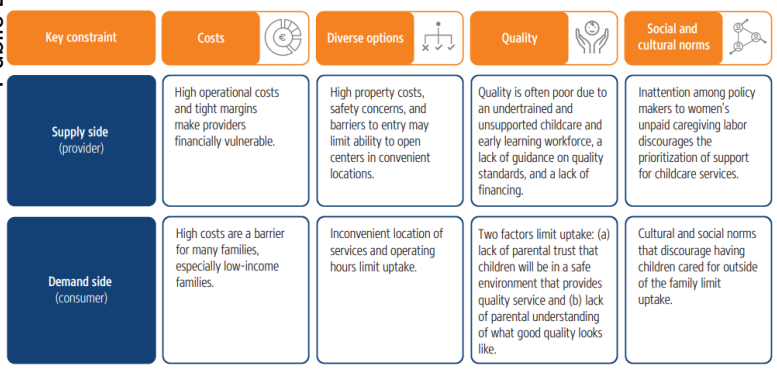 Key constraint
Costs
€
Diverse options
Quality
Social and
cultural norms
Supply side
(provider)
High operational costs
and tight margins
make providers
financially vulnerable.
High property costs,
safety concerns, and
barriers to entry may
limit ability to open
centers in convenient
locations.
Quality is often poor due to
an undertrained and
unsupported childcare and
early learning workforce, a
lack of guidance on quality
standards, and a lack of
financing.
Inattention among policy
makers to women's
unpaid caregiving labor
discourages the
prioritization of support
for childcare services.
Demand side
(consumer)
High costs are a barrier
for many families,
especially low-income
families.
Inconvenient location of
services and operating
hours limit uptake.
Two factors limit uptake: (a)
lack of parental trust that
children will be in a safe
environment that provides
quality service and (b) lack
of parental understanding
of what good quality looks
like.
Cultural and social norms
that discourage having
children cared for outside
of the family limit
uptake.